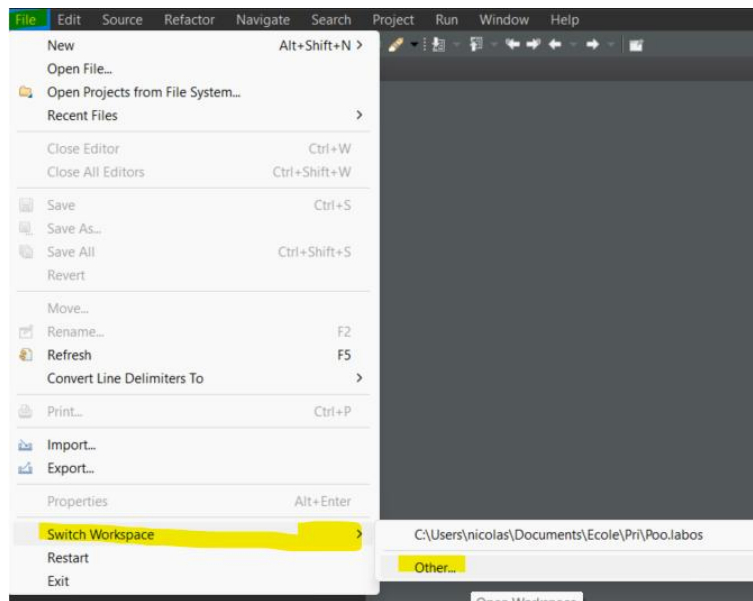 File Edit Source Refactor Navigate Search Project Run Window Help
New Alt+Shift+N >
Open File...
Open Projects from File System...
Recent Files >
Close Editor Ctrl+W
Close All Editors Ctrl+Shift+W
Save Ctrl+S
Save As...
Save All Ctrl+Shift+S
Revert
Move...
Rename... F2
Refresh F5
Convert Line Delimiters To >
Print... Ctrl+P
Import...
Export...
Properties Alt+Enter
Switch Workspace >
C:\Users\nicolas\Documents\Ecole\Pri\Poo.labos
Restart
Other...
Exit
Open Workspace